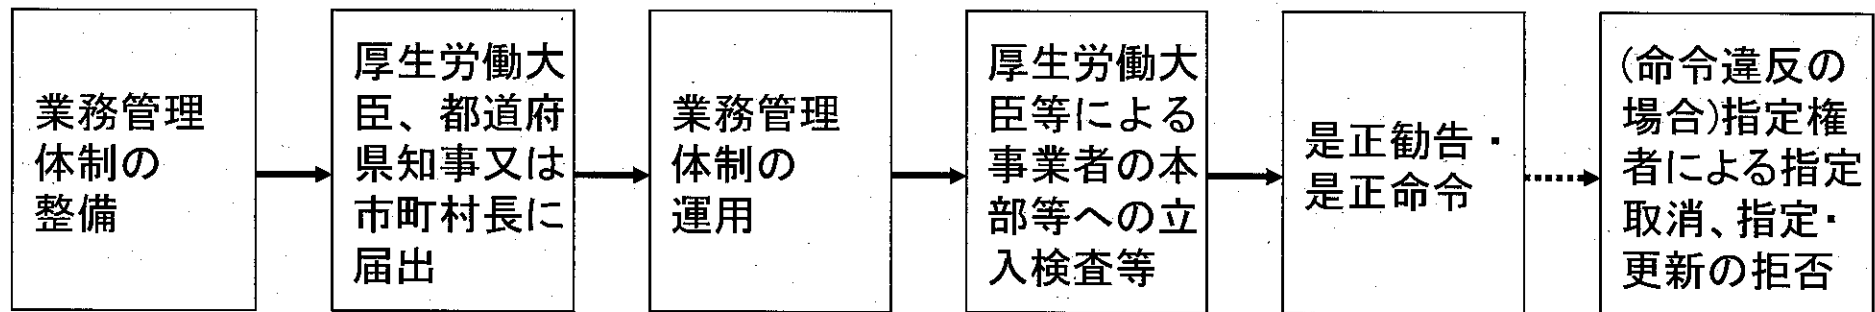 業務管理
体制の
整備
厚生労働大
臣、都道府
県知事又は
市町村長に
届出
業務管理
体制の
運用
厚生労働大
臣等による
事業者の本
部等への立
入検査等
是正勧告・
是正命令
(命令違反の
場合)指定権
者による指定
取消、指定・
更新の拒否